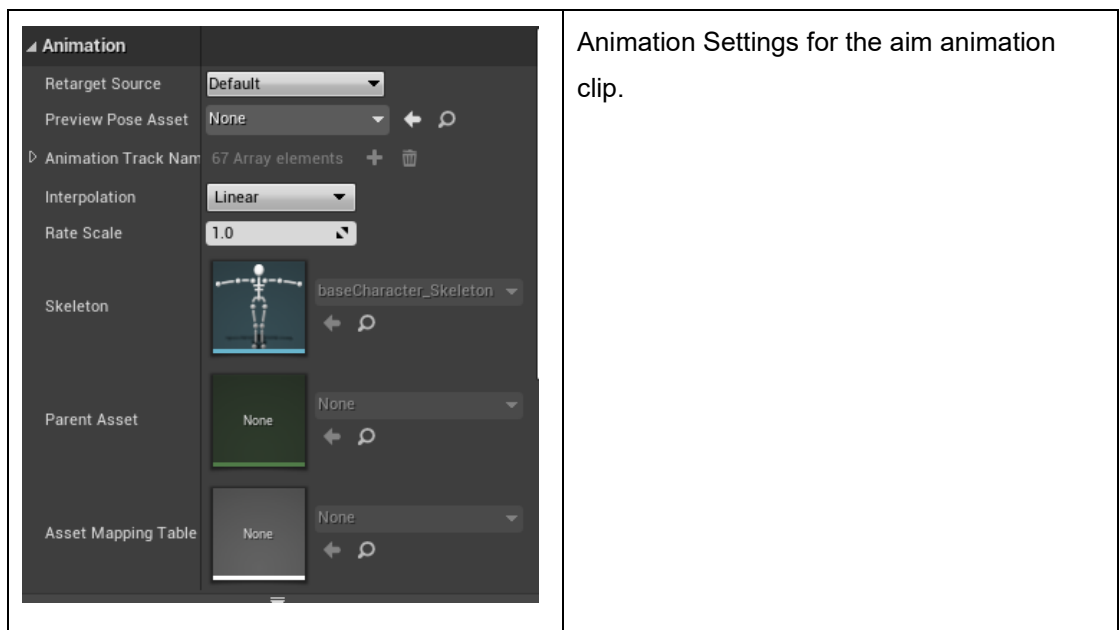 Animation
Retarget Source Default
Preview Pose Asset None
Animation Track Nam 67 Array elements
Interpolation Linear
Rate Scale 1.0
Skeleton baseCharacter_Skeleton
Parent Asset None None
Asset Mapping Table None None
Animation Settings for the aim animation
clip.